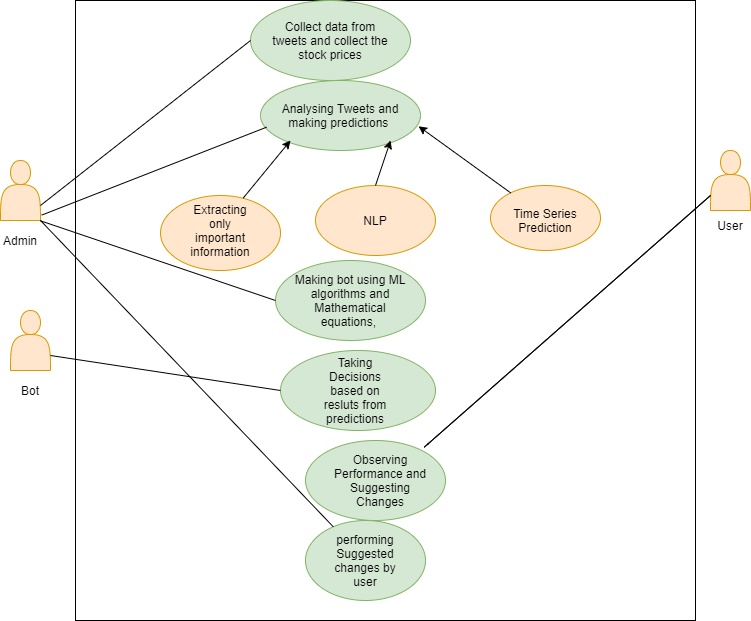 Collect data from
tweets and collect the
stock prices
Analysing Tweets and
making predictions
Extracting
only
important
information
NLP
Time Series
Prediction
Admin
User
Making bot using ML
algorithms and
Mathematical
equations,
Taking
Decisions
based on
resluts from
predictions
Bot
Observing
Performance and
Suggesting
Changes
performing
Suggested
changes by
user